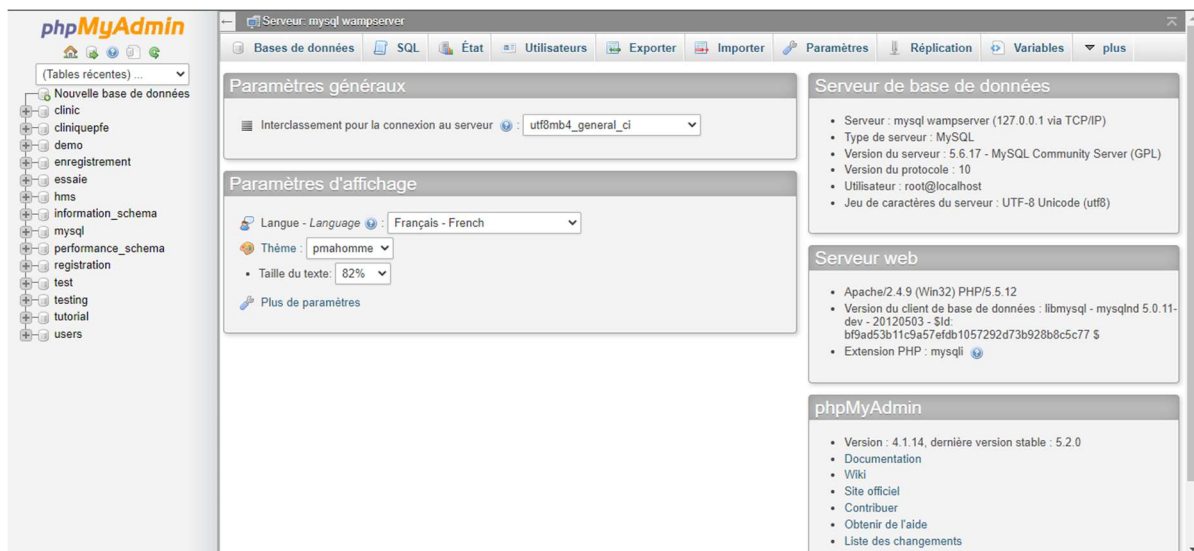 phpMyAdmin
(Tables récentes) ...
Nouvelle base de données
clinic
cliniquepfe
demo
enregistrement
essaie
hms
information_schema
mysql
performance_schema
registration
test
testing
tutorial
users
Serveur: mysql wampserver
Bases de données SQL État Utilisateurs Exporter Importer Paramètres Réplication Variables plus
Paramètres généraux
Interclassement pour la connexion au serveur : utf8mb4_general_ci
Paramètres d'affichage
Langue - Language : Français - French
Thème : pmahomme
• Taille du texte: 82%
Plus de paramètres
Serveur de base de données
• Serveur : mysql wampserver (127.0.0.1 via TCP/IP)
• Type de serveur : MySQL
• Version du serveur : 5.6.17 - MySQL Community Server (GPL)
• Version du protocole : 10
• Utilisateur : root@localhost
• Jeu de caractères du serveur : UTF-8 Unicode (utf8)
Serveur web
• Apache/2.4.9 (Win32) PHP/5.5.12
• Version du client de base de données : libmysql - mysqlnd 5.0.11-
dev - 20120503 - $Id:
bf9ad53b11c9a57efdb1057292d73b928b8c5c77 $
• Extension PHP : mysqli
phpMyAdmin
• Version : 4.1.14, dernière version stable : 5.2.0
• Documentation
• Wiki
• Site officiel
• Contribuer
• Obtenir de l'aide
• Liste des changements